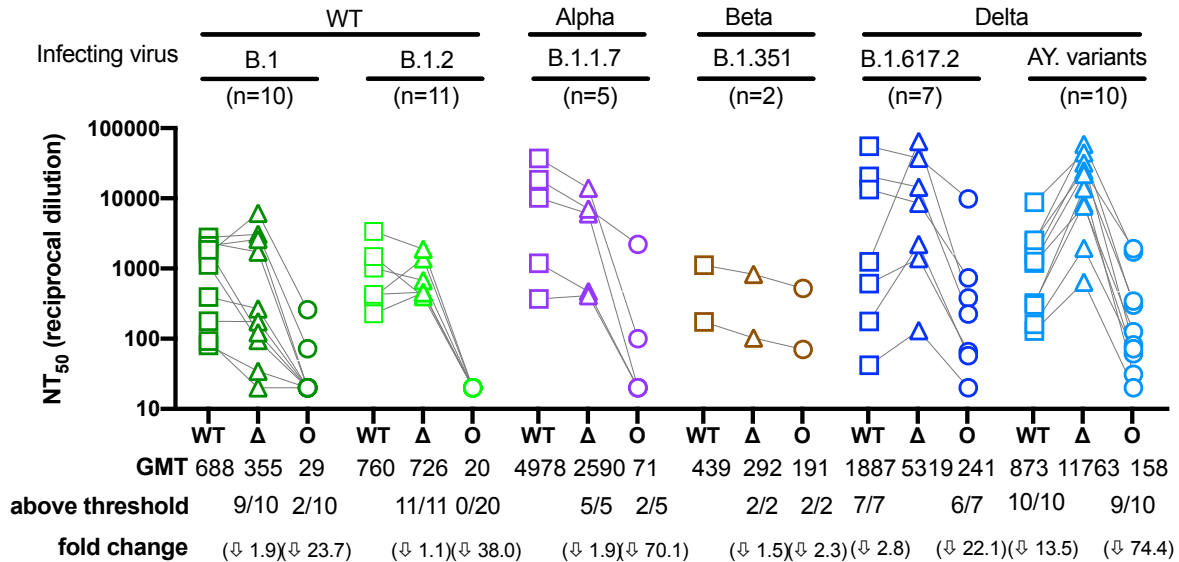 WT Alpha Beta Delta
Infecting virus B.1 B.1.2 B.1.1.7 B.1.351 B.1.617.2 AY. variants
(n=10) (n=11) (n=5) (n=2) (n=7) (n=10)
NT50 (reciprocal dilution)
100000
10000
1000
100
10
WT Δ O WT Δ O WT Δ O WT Δ O WT Δ O WT Δ O
GMT 688 355 29 760 726 20 4978 2590 71 439 292 191 1887 5319 241 873 11763 158
above threshold 9/10 2/10 11/11 0/20 5/5 2/5 2/2 2/2 7/7 6/7 10/10 9/10
fold change (⇩ 1.9) (⇩ 23.7) (⇩ 1.1) (⇩ 38.0) (⇩ 1.9) (⇩ 70.1) (⇩ 1.5) (⇩ 2.3) (⇩ 2.8) (⇩ 22.1) (⇩ 13.5) (⇩ 74.4)